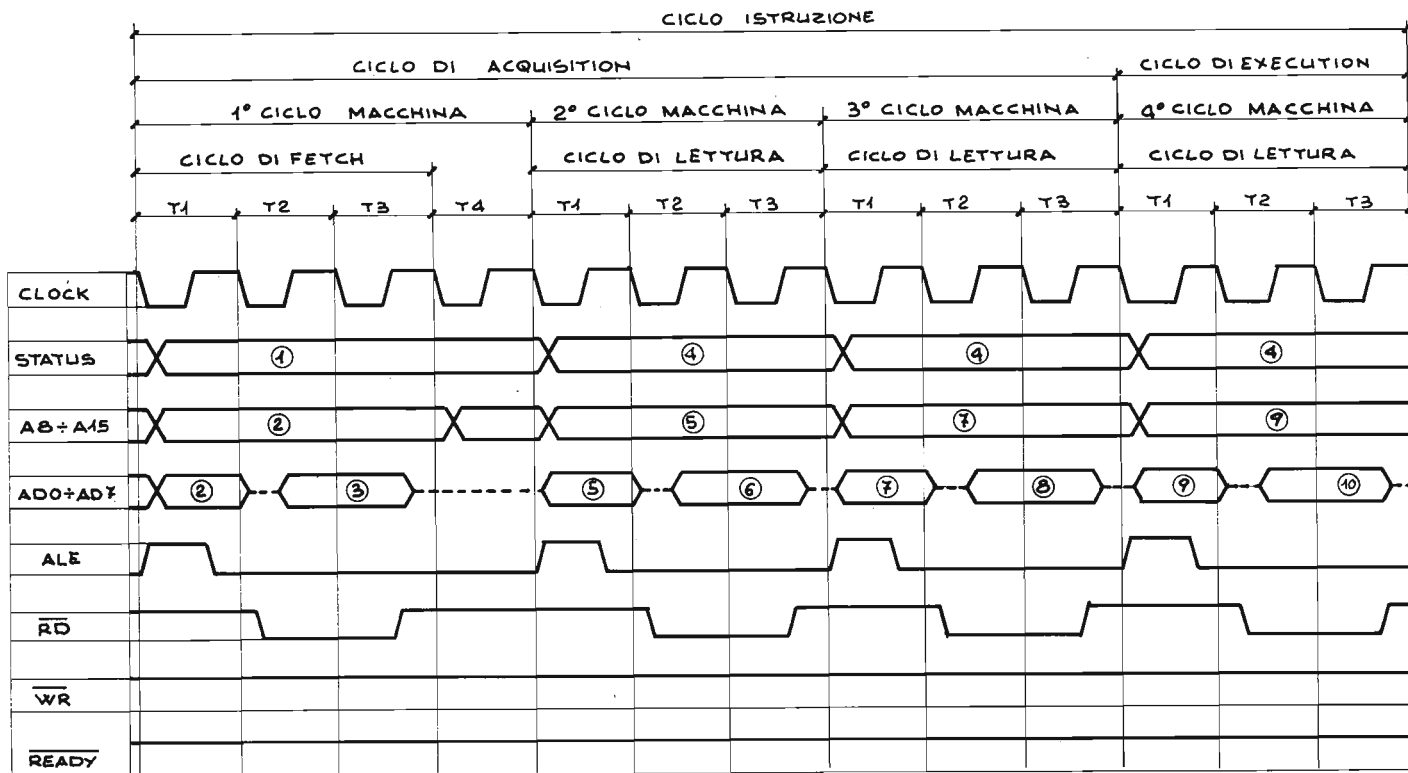 CICLO ISTRUZIONE
CICLO DI ACQUISITION CICLO DI EXECUTION
1° CICLO MACCHINA 2° CICLO MACCHINA 3° CICLO MACCHINA 4° CICLO MACCHINA
CICLO DI FETCH CICLO DI LETTURA CICLO DI LETTURA CICLO DI LETTURA
T1 T2 T3 T4 T1 T2 T3 T1 T2 T3 T1 T2 T3
CLOCK
STATUS 1 4 4 4
A8÷A15 2 5 7 9
AD0÷AD7 2 3 5 6 7 8 9 10
ALE
RD
WR
READY